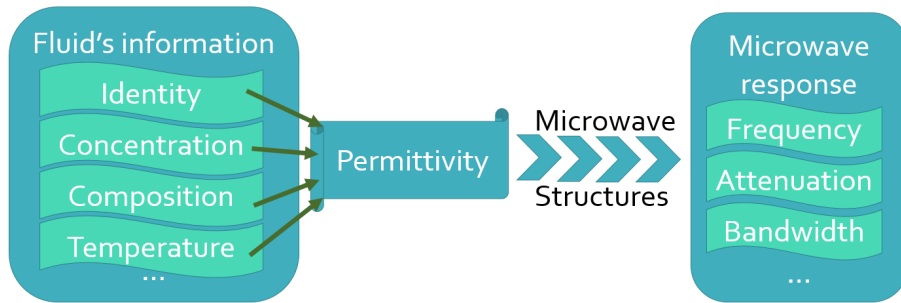 Fluid's information
Identity
Concentration
Composition
Temperature
...
Permittivity
Microwave
Structures
Microwave
response
Frequency
Attenuation
Bandwidth
...